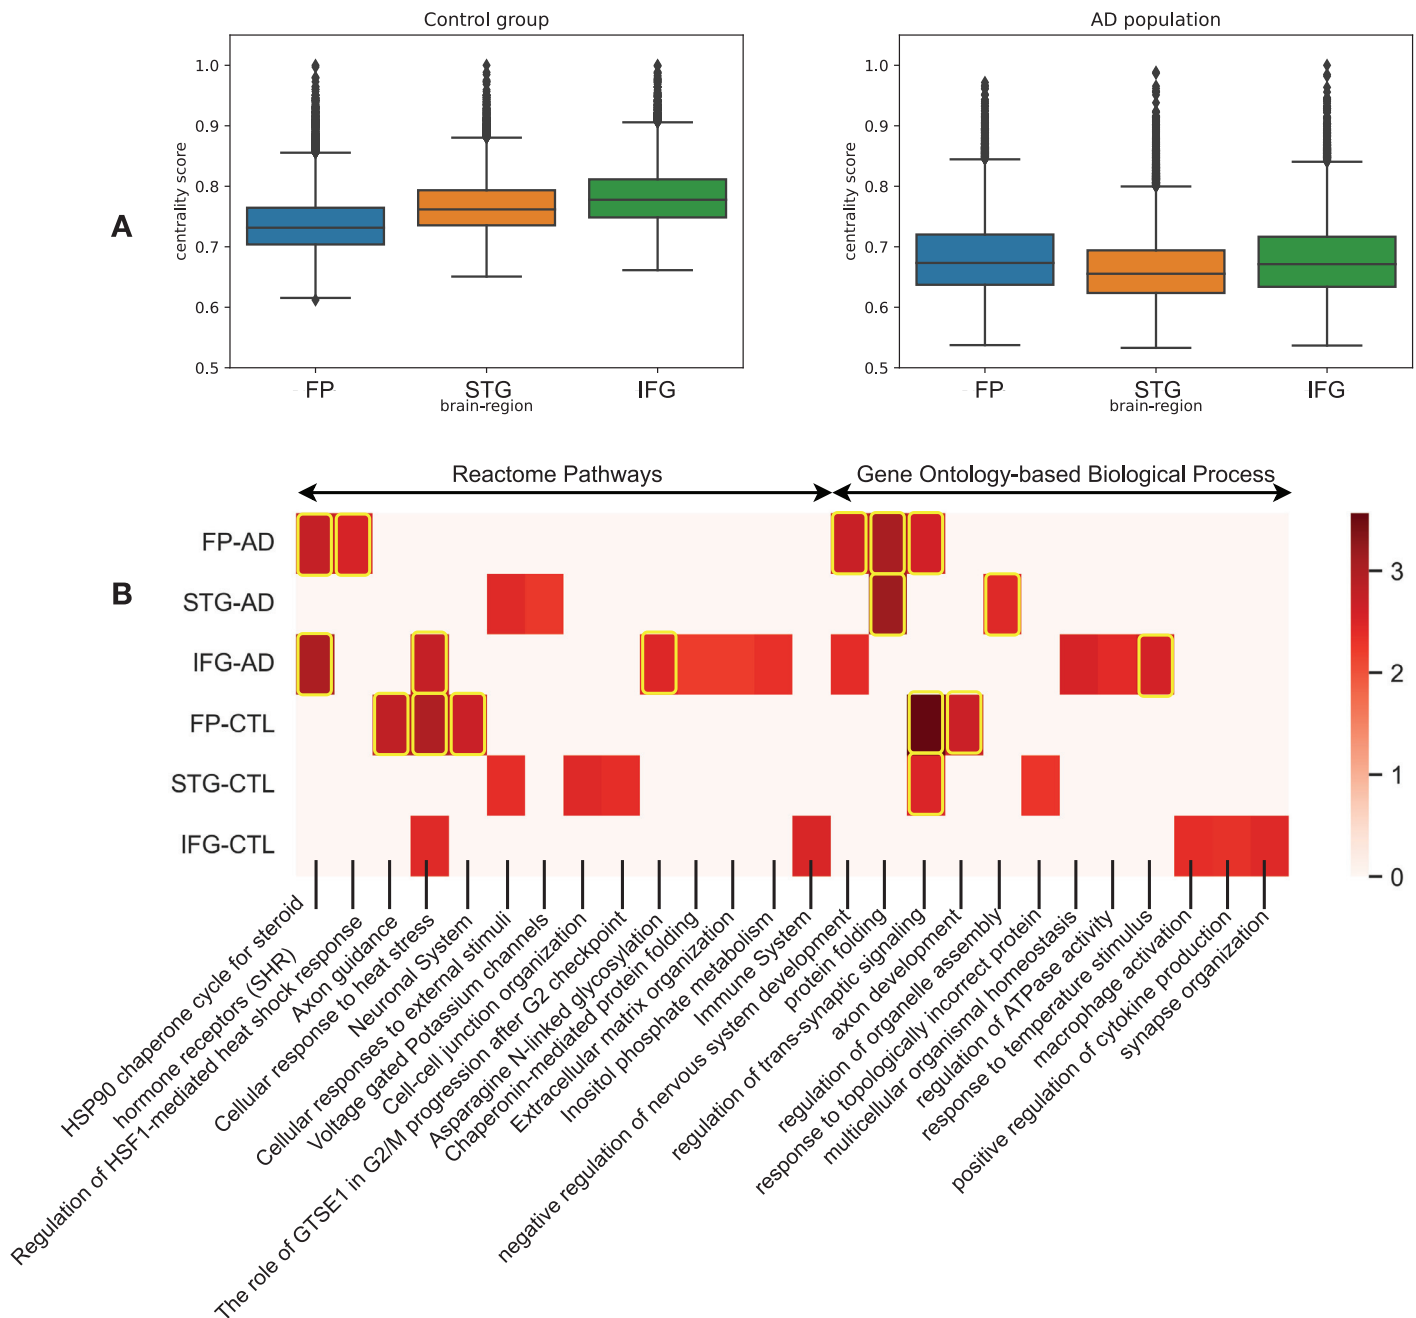 Control group
AD population
A
centrality score
1.0
0.9
0.8
0.7
0.6
0.5
FP
STG
IFG
brain-region
centrality score
1.0
0.9
0.8
0.7
0.6
0.5
FP
STG
IFG
brain-region
B
Reactome Pathways
Gene Ontology-based Biological Process
FP-AD
STG-AD
IFG-AD
FP-CTL
STG-CTL
IFG-CTL
3
2
1
0
HSP90 chaperone cycle for steroid
hormone receptors (SHR)
Regulation of HSF1-mediated heat shock response
Axon guidance
Cellular response to heat stress
Neuronal System
Cellular responses to external stimuli
Voltage gated Potassium channels
Cell-cell junction organization
The role of GTSE1 in G2/M progression after G2 checkpoint
Asparagine N-linked glycosylation
Chaperonin-mediated protein folding
Extracellular matrix organization
Inositol phosphate metabolism
Immune System
negative regulation of nervous system development
protein folding
regulation of trans-synaptic signaling
axon development
regulation of organelle assembly
response to topologically incorrect protein
multicellular organismal homeostasis
regulation of ATPase activity
response to temperature stimulus
macrophage activation
positive regulation of cytokine production
synapse organization